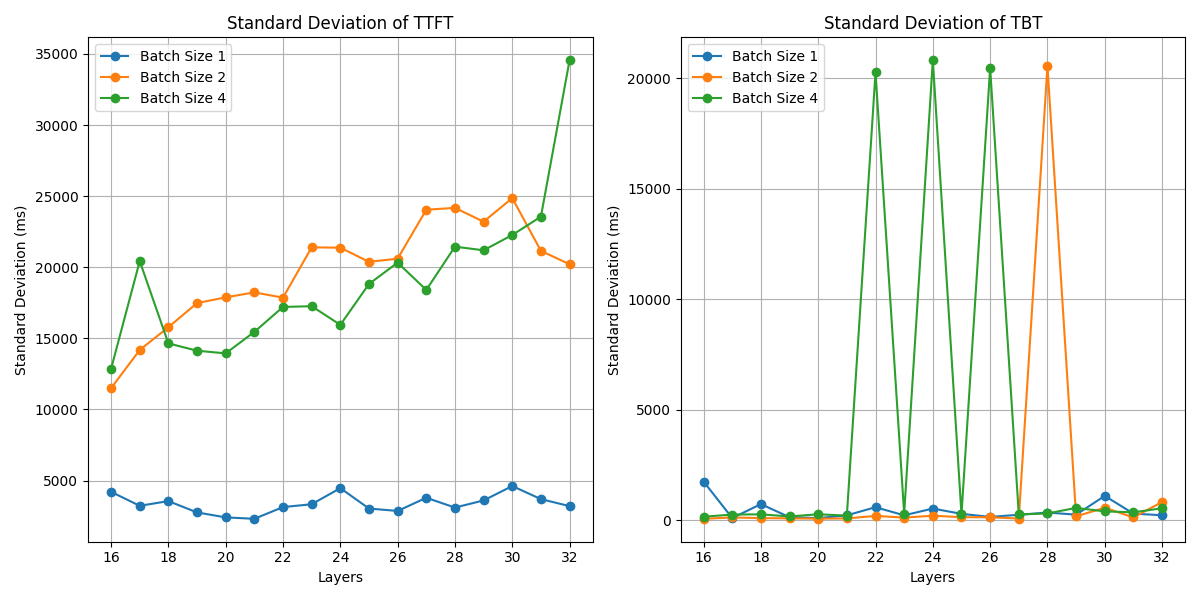 Standard Deviation of TTFT
Batch Size 1
Batch Size 2
Batch Size 4
Standard Deviation (ms)
35000
30000
25000
20000
15000
10000
5000
16 18 20 22 24 26 28 30 32
Layers
Standard Deviation of TBT
Batch Size 1
Batch Size 2
Batch Size 4
Standard Deviation (ms)
20000
15000
10000
5000
0
16 18 20 22 24 26 28 30 32
Layers